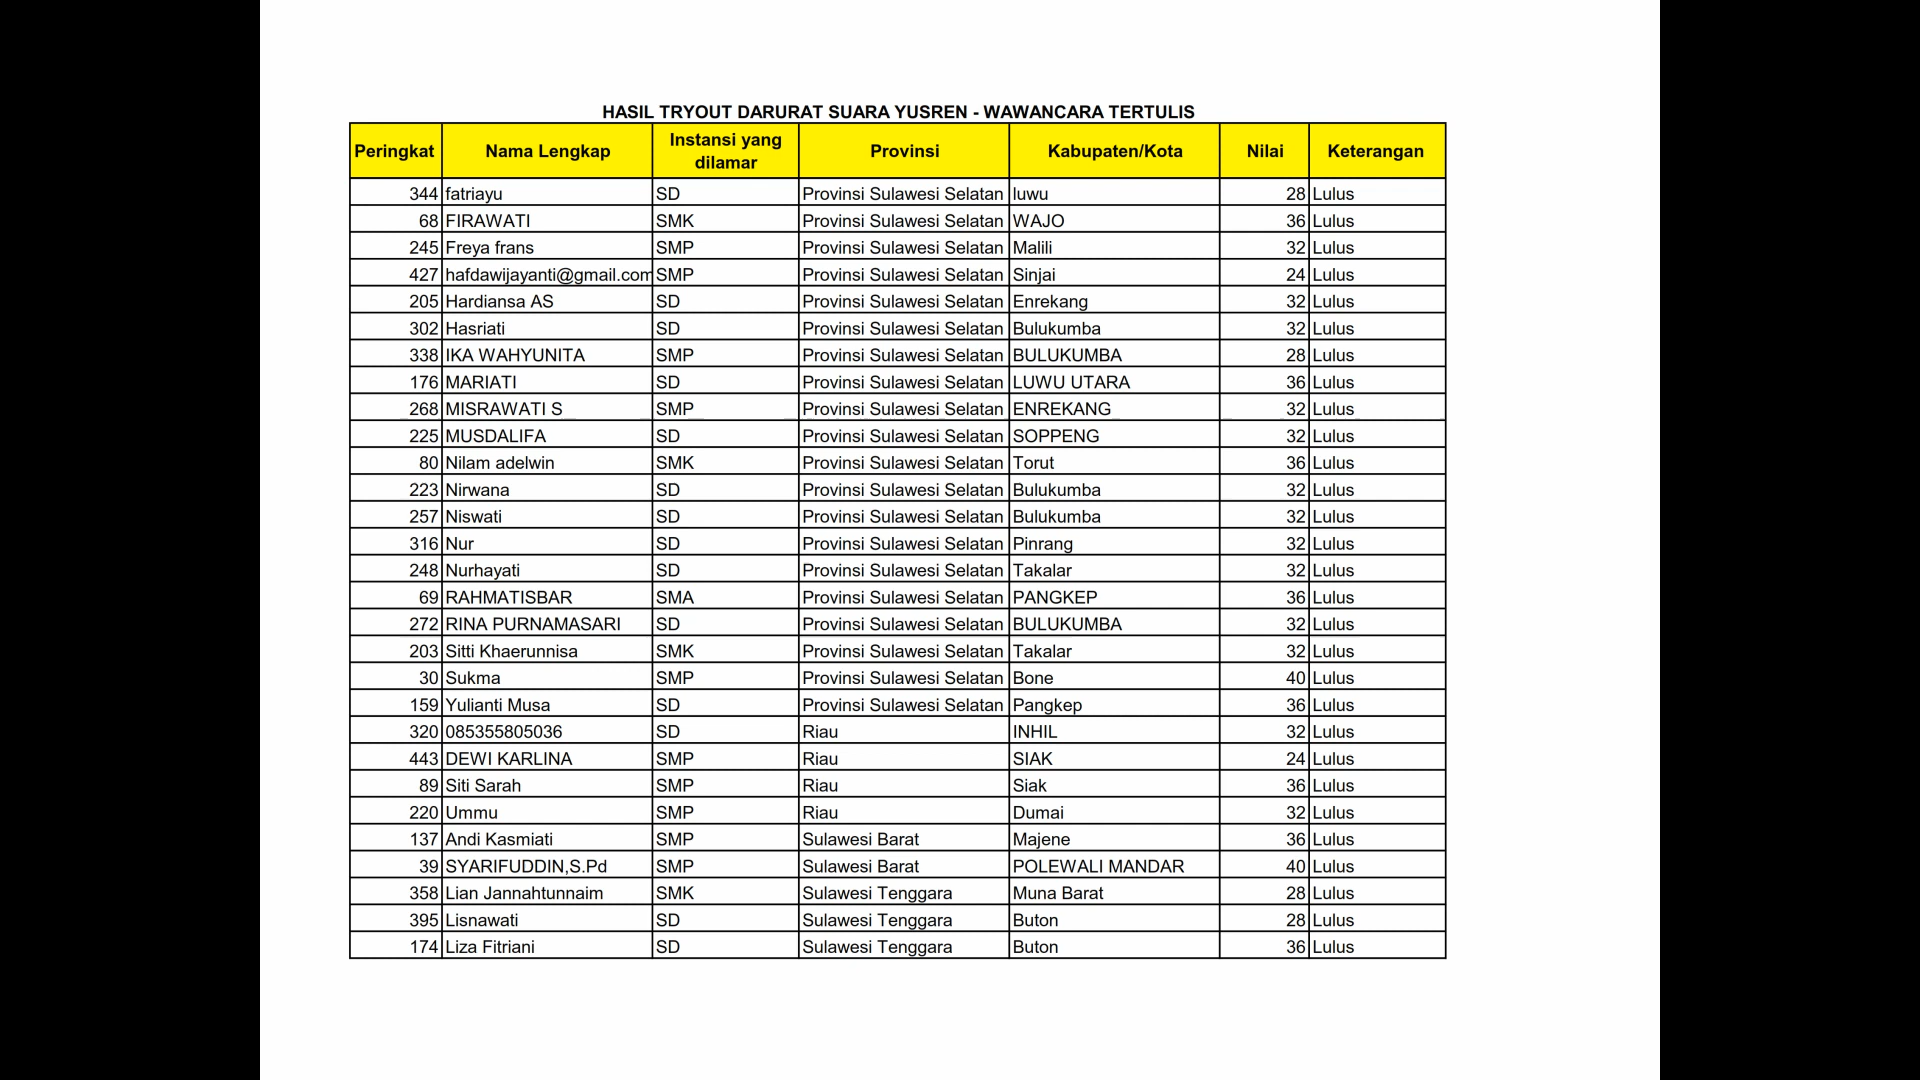 HASIL TRYOUT DARURAT SUARA YUSREN - WAWANCARA TERTULIS
Peringkat Nama Lengkap Instansi yang dilamar Provinsi Kabupaten/Kota Nilai Keterangan
344 fatriayu SD Provinsi Sulawesi Selatan luwu 28 Lulus
68 FIRAWATI SMK Provinsi Sulawesi Selatan WAJO 36 Lulus
245 Freya frans SMP Provinsi Sulawesi Selatan Malili 32 Lulus
427 hafdawijayanti@gmail.com SMP Provinsi Sulawesi Selatan Sinjai 24 Lulus
205 Hardiansa AS SD Provinsi Sulawesi Selatan Enrekang 32 Lulus
302 Hasriati SD Provinsi Sulawesi Selatan Bulukumba 32 Lulus
338 IKA WAHYUNITA SMP Provinsi Sulawesi Selatan BULUKUMBA 28 Lulus
176 MARIATI SD Provinsi Sulawesi Selatan LUWU UTARA 36 Lulus
268 MISRAWATI S SMP Provinsi Sulawesi Selatan ENREKANG 32 Lulus
225 MUSDALIFA SD Provinsi Sulawesi Selatan SOPPENG 32 Lulus
80 Nilam adelwin SMK Provinsi Sulawesi Selatan Torut 36 Lulus
223 Nirwana SD Provinsi Sulawesi Selatan Bulukumba 32 Lulus
257 Niswati SD Provinsi Sulawesi Selatan Bulukumba 32 Lulus
316 Nur SD Provinsi Sulawesi Selatan Pinrang 32 Lulus
248 Nurhayati SD Provinsi Sulawesi Selatan Takalar 32 Lulus
69 RAHMATISBAR SMA Provinsi Sulawesi Selatan PANGKEP 36 Lulus
272 RINA PURNAMASARI SD Provinsi Sulawesi Selatan BULUKUMBA 32 Lulus
203 Sitti Khaerunnisa SMK Provinsi Sulawesi Selatan Takalar 32 Lulus
30 Sukma SMP Provinsi Sulawesi Selatan Bone 40 Lulus
159 Yulianti Musa SD Provinsi Sulawesi Selatan Pangkep 36 Lulus
320 085355805036 SD Riau INHIL 32 Lulus
443 DEWI KARLINA SMP Riau SIAK 24 Lulus
89 Siti Sarah SMP Riau Siak 36 Lulus
220 Ummu SMP Riau Dumai 32 Lulus
137 Andi Kasmiati SMP Sulawesi Barat Majene 36 Lulus
39 SYARIFUDDIN,S.Pd SMP Sulawesi Barat POLEWALI MANDAR 40 Lulus
358 Lian Jannahtunnaim SMK Sulawesi Tenggara Muna Barat 28 Lulus
395 Lisnawati SD Sulawesi Tenggara Buton 28 Lulus
174 Liza Fitriani SD Sulawesi Tenggara Buton 36 Lulus